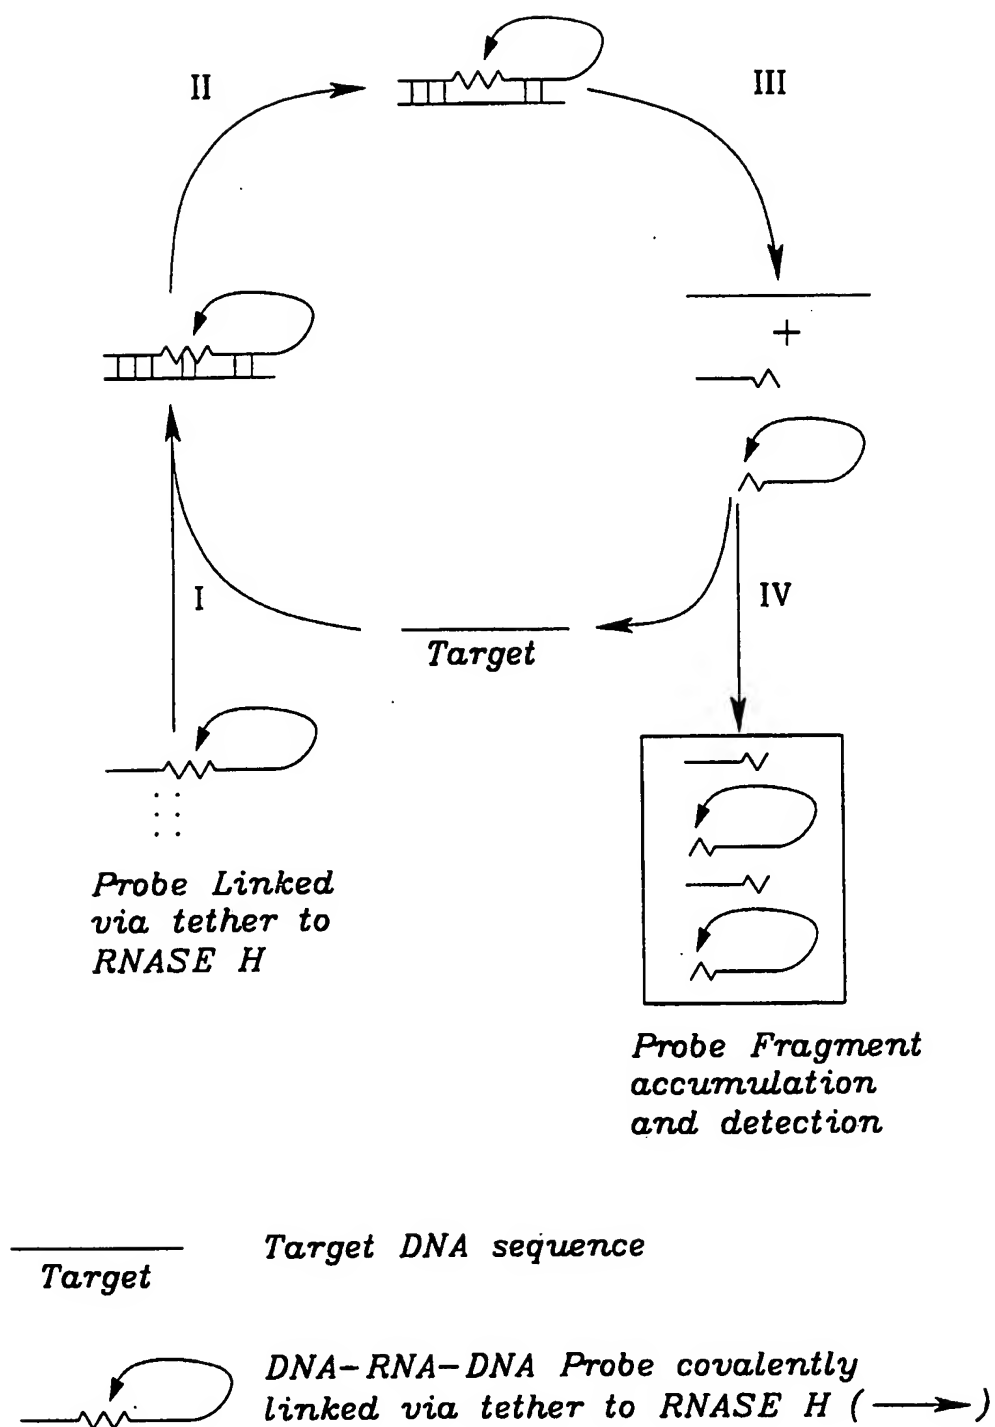 II
III
+
I
IV
Target
Probe Linked
via tether to
RNASE H
Probe Fragment
accumulation
and detection
Target DNA sequence
Target
DNA-RNA-DNA Probe covalently
linked via tether to RNASE H ( )